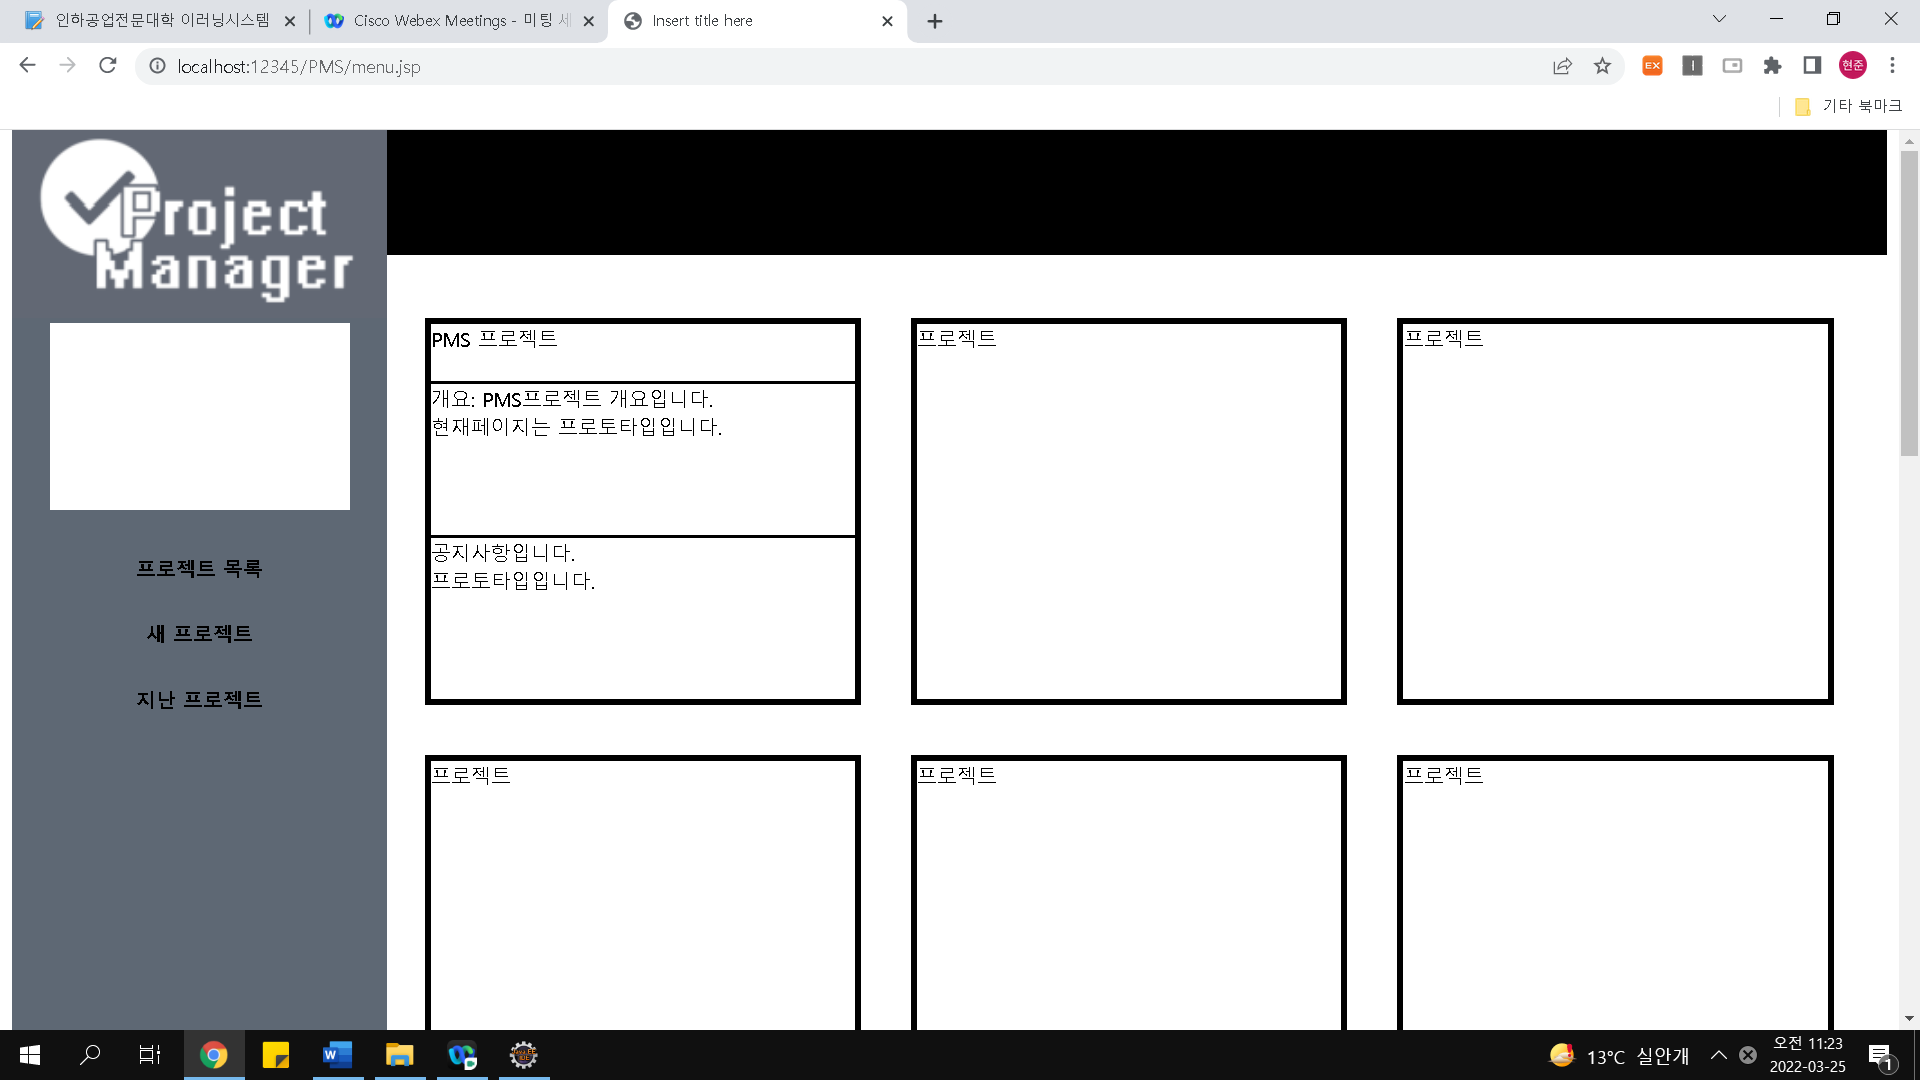 인하공업전문대학 이러닝시스템
Cisco Webex Meetings - 미팅 세
Insert title here
localhost:12345/PMS/menu.jsp
EX
현준
기타 북마크
Project
Manager
프로젝트 목록
새 프로젝트
지난 프로젝트
PMS 프로젝트
개요: PMS프로젝트 개요입니다.
현재페이지는 프로토타입입니다.
공지사항입니다.
프로토타입입니다.
프로젝트
프로젝트
프로젝트
프로젝트
프로젝트
13°C 실안개
오전 11:23
2022-03-25
1